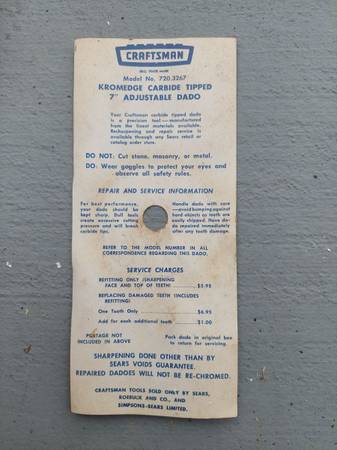 CRAFTSMAN
REG. TRADE MARK
Model No. 720.3267
KROMEDGE CARBIDE TIPPED
7" ADJUSTABLE DADO
Your Craftsman carbide tipped dado
is a precision tool — manufactured
from the finest materials available.
Resharpening and repair service is
available through any Sears retail or
catalog order store.
DO NOT: Cut stone, masonry, or metal.
DO: Wear goggles to protect your eyes and
observe all safety rules.
REPAIR AND SERVICE INFORMATION
For best performance,
your dado should be
kept sharp. Dull tools
create excessive cutting
pressure and will break
carbide tips.
Handle dado with care
—avoid bumping against
hard objects as teeth are
easily chipped. Have da-
do repaired immediately
after any tooth damage.
REFER TO THE MODEL NUMBER IN ALL
CORRESPONDENCE REGARDING THIS DADO.
SERVICE CHARGES
REFITTING ONLY (SHARPENING
FACE AND TOP OF TEETH) $5.95
REPLACING DAMAGED TEETH (INCLUDES
REFITTING)
One Tooth Only $6.95
Add for each additional tooth $1.00
POSTAGE NOT
INCLUDED IN ABOVE
Pack dado in original box
to return for servicing.
SHARPENING DONE OTHER THAN BY
SEARS VOIDS GUARANTEE.
REPAIRED DADOES WILL NOT BE RE-CHROMED.
CRAFTSMAN TOOLS SOLD ONLY BY SEARS,
ROEBUCK AND CO., AND
SIMPSONS-SEARS LIMITED.